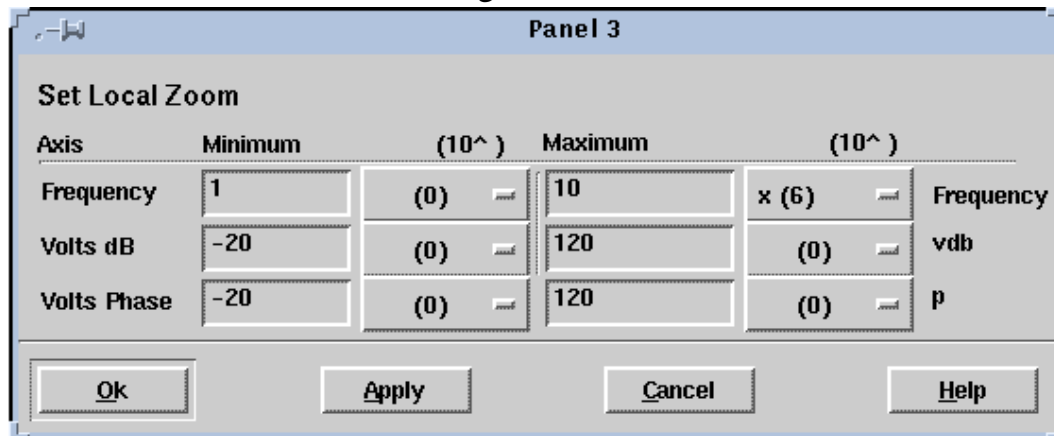 Panel 3
Set Local Zoom
Axis Minimum (10^ ) Maximum (10^ )
Frequency 1 (0) 10 x (6) Frequency
Volts dB -20 (0) 120 (0) vdb
Volts Phase -20 (0) 120 (0) p
Ok Apply Cancel Help